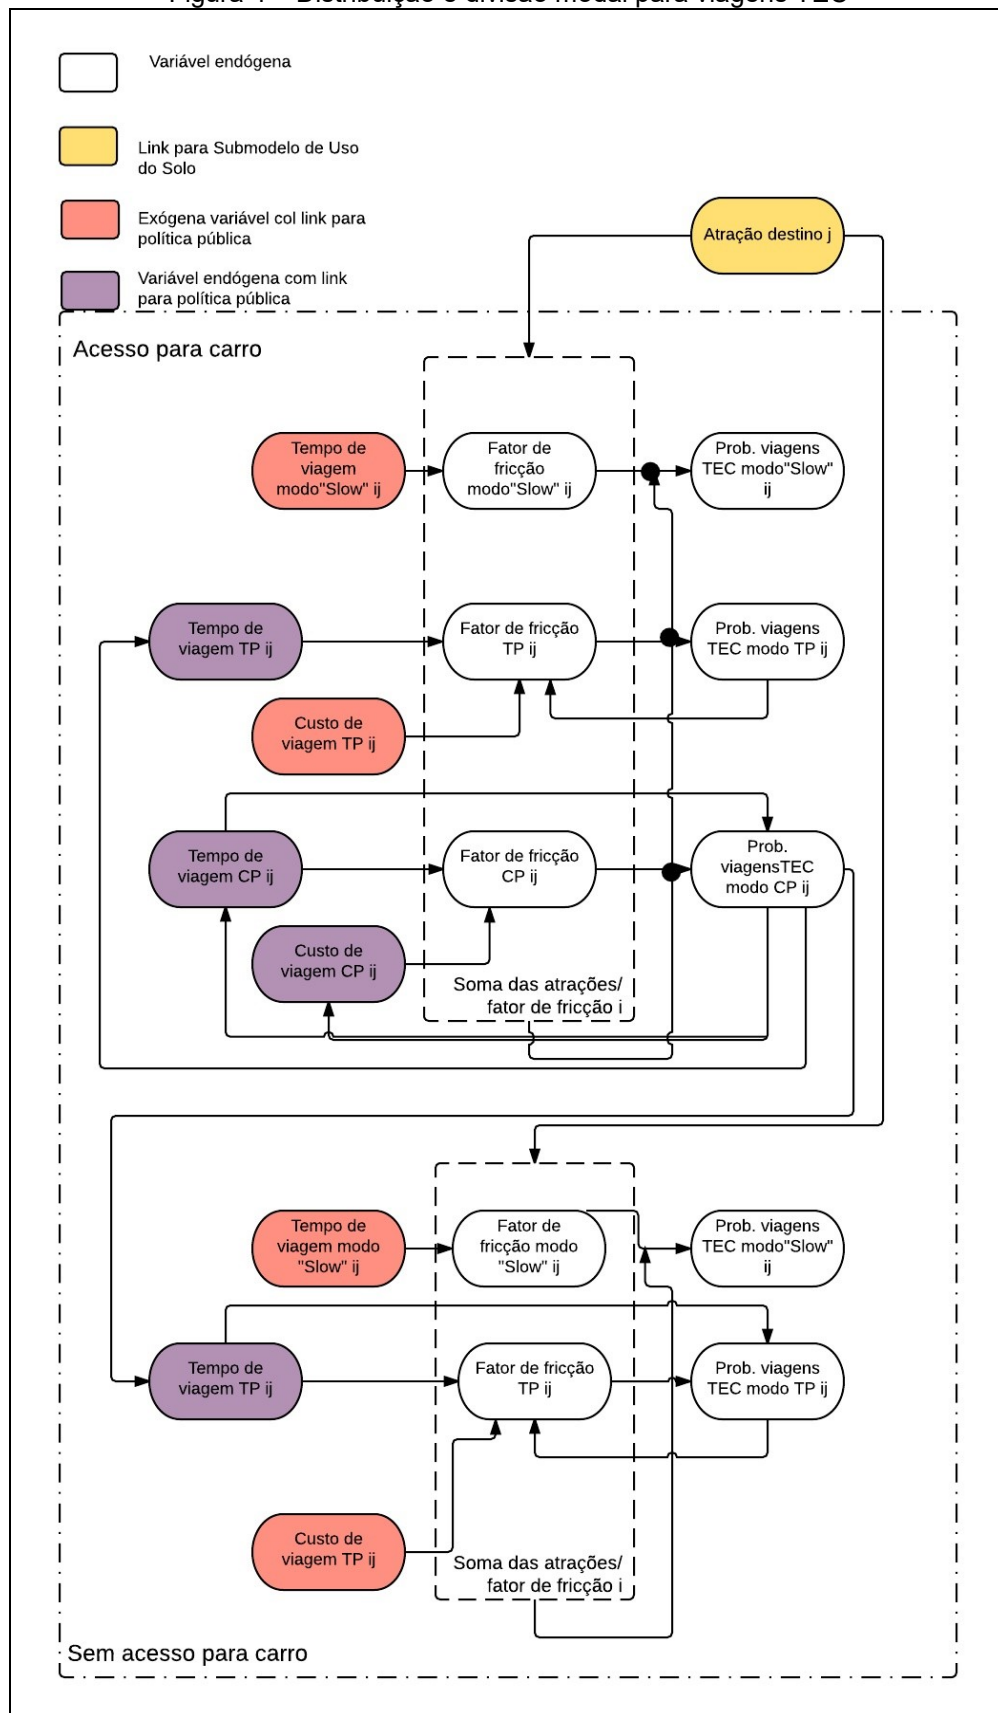 Variável endógena
Link para Submodelo de Uso
do Solo
Exógena variável col link para
política pública
Variável endógena com link
para política pública
Atração destino j
Acesso para carro
Tempo de
viagem
modo"Slow" ij
Fator de
fricção
modo"Slow" ij
Prob. viagens
TEC modo"Slow"
ij
Tempo de
viagem TP ij
Fator de fricção
TP ij
Prob. viagens
TEC modo TP ij
Custo de
viagem TP ij
Tempo de
viagem CP ij
Fator de fricção
CP ij
Prob.
viagensTEC
modo CP ij
Custo de
viagem CP ij
Soma das atrações/
fator de fricção i
Tempo de
viagem modo
"Slow" ij
Fator de
fricção modo
"Slow" ij
Prob. viagens
TEC modo"Slow"
ij
Tempo de
viagem TP ij
Fator de fricção
TP ij
Prob. viagens
TEC modo TP ij
Custo de
viagem TP ij
Soma das atrações/
fator de fricção i
Sem acesso para carro